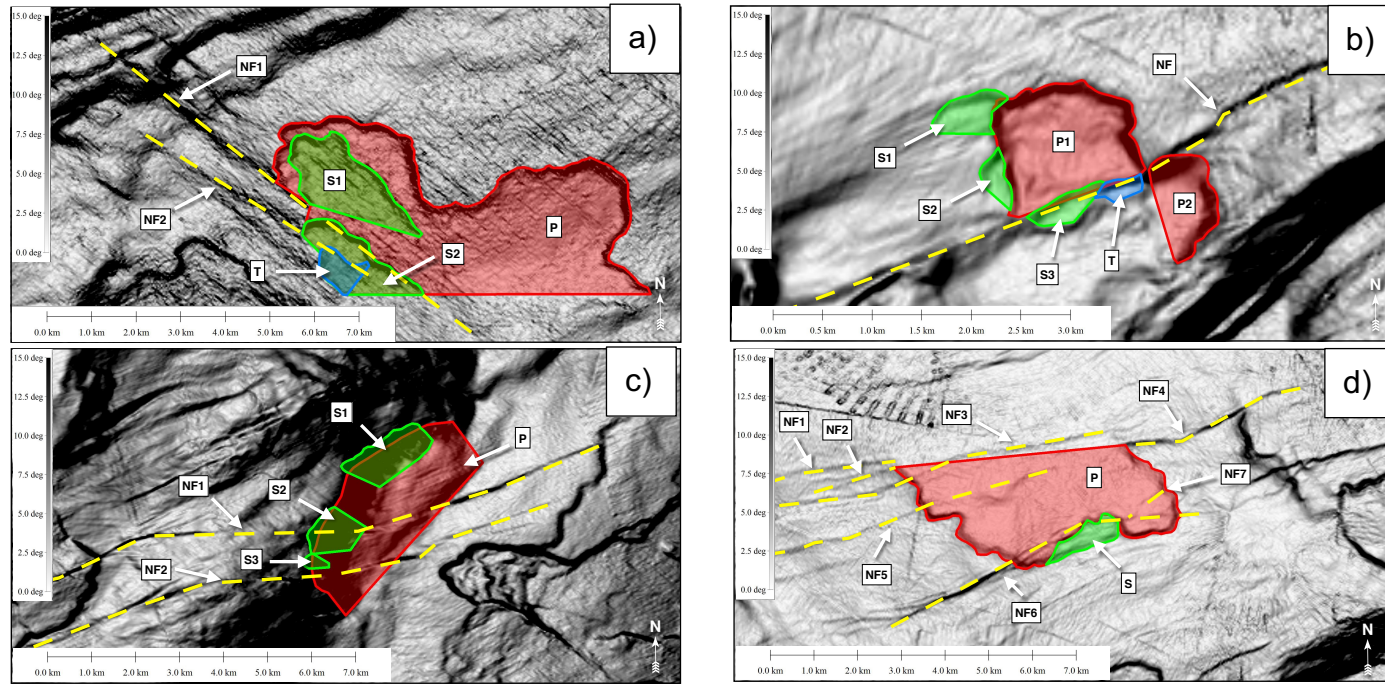 a)
15.0 deg
12.5 deg
10.0 deg
7.5 deg
5.0 deg
2.5 deg
0.0 deg
NF1
NF2
S1
P
S2
T
N
0.0 km 1.0 km 2.0 km 3.0 km 4.0 km 5.0 km 6.0 km 7.0 km
b)
15.0 deg
12.5 deg
10.0 deg
7.5 deg
5.0 deg
2.5 deg
0.0 deg
NF
S1
P1
S2
P2
S3
T
N
0.0 km 0.5 km 1.0 km 1.5 km 2.0 km 2.5 km 3.0 km
c)
15.0 deg
12.5 deg
10.0 deg
7.5 deg
5.0 deg
2.5 deg
0.0 deg
S1
P
NF1
S2
S3
NF2
N
0.0 km 1.0 km 2.0 km 3.0 km 4.0 km 5.0 km 6.0 km 7.0 km
d)
15.0 deg
12.5 deg
10.0 deg
7.5 deg
5.0 deg
2.5 deg
0.0 deg
NF4
NF3
NF1
NF2
P
NF7
NF5
S
NF6
N
0.0 km 1.0 km 2.0 km 3.0 km 4.0 km 5.0 km 6.0 km 7.0 km